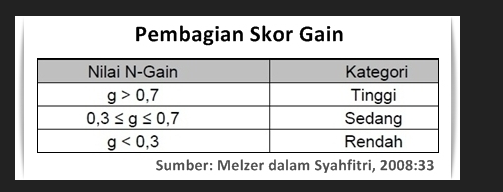 Pembagian Skor Gain
Nilai N-Gain Kategori
g > 0,7 Tinggi
0,3 ≤ g ≤ 0,7 Sedang
g < 0,3 Rendah
Sumber: Melzer dalam Syahfitri, 2008:33